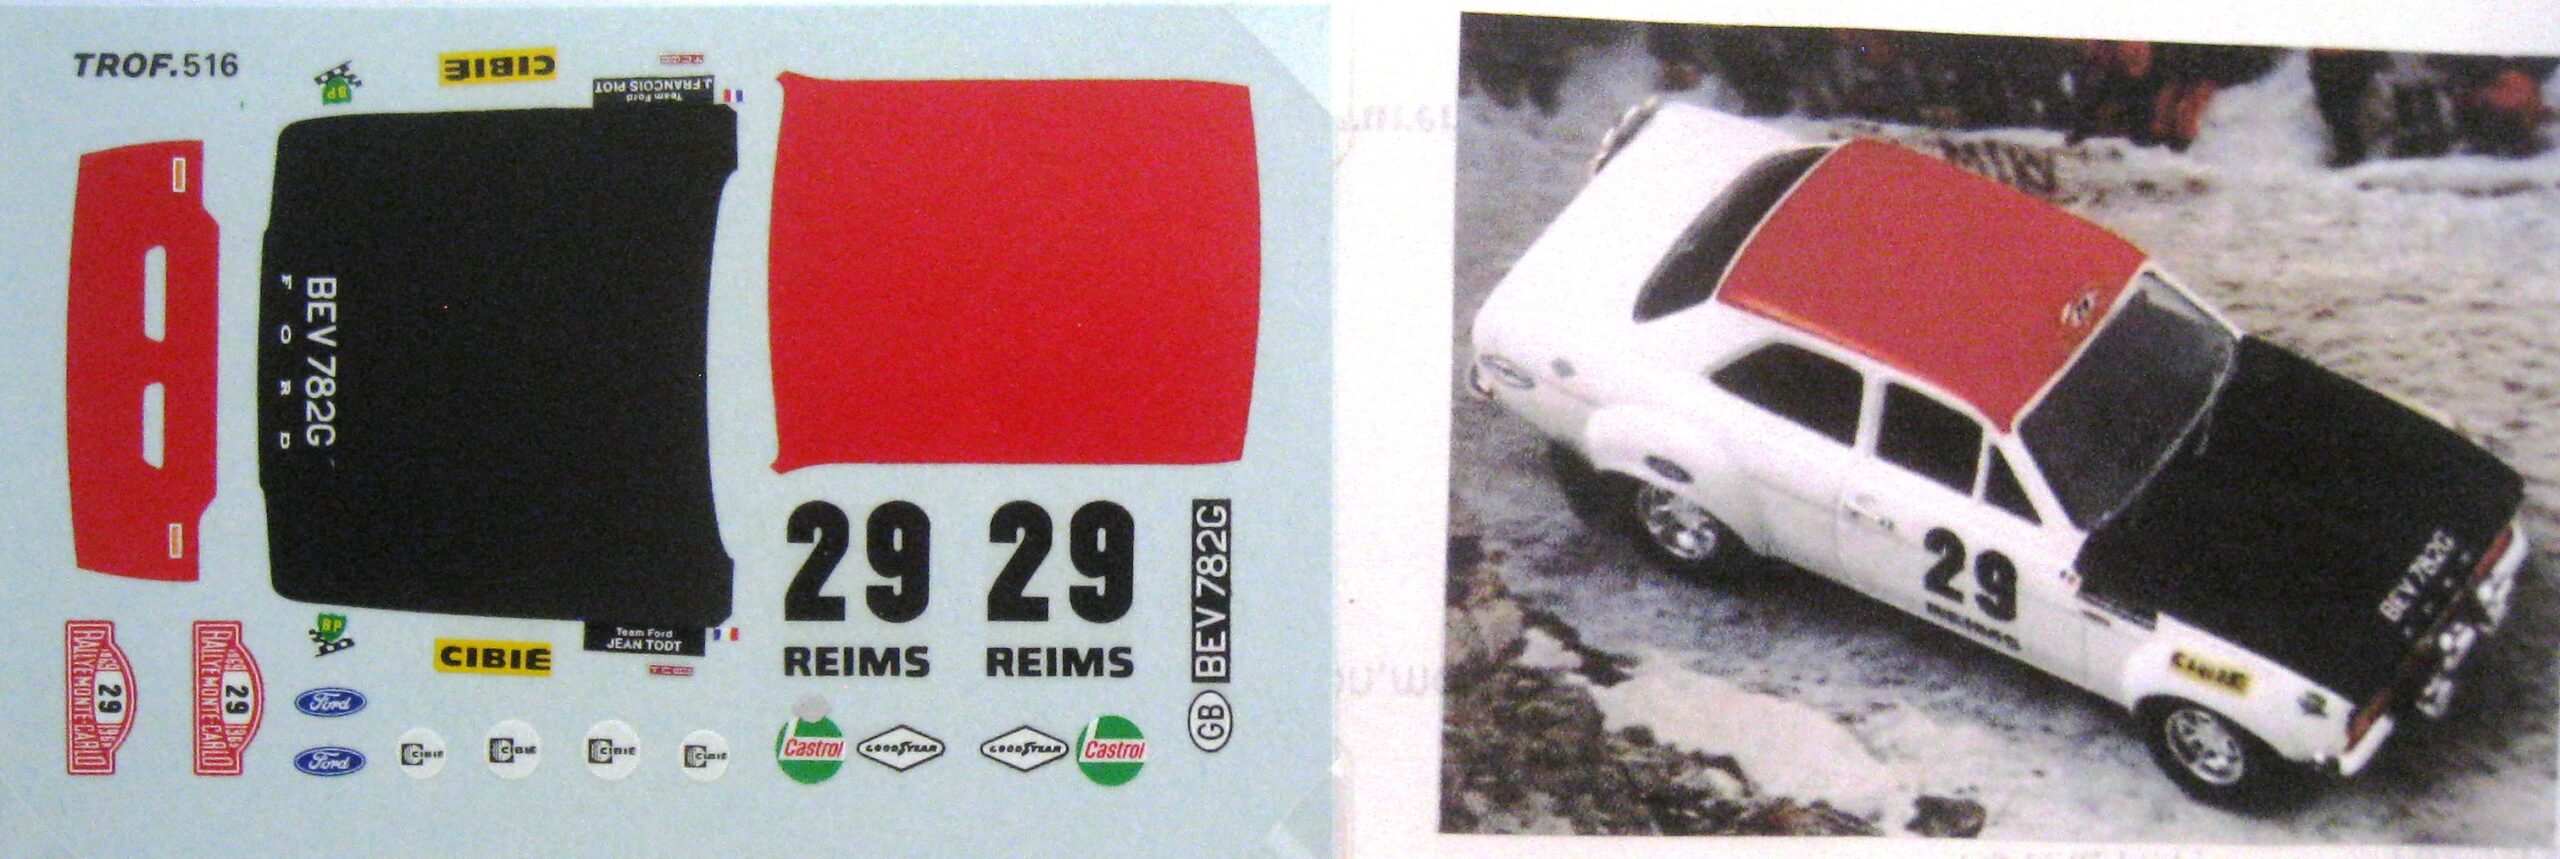 TROF.516
BP
CIBIE
J. FRANCOIS PIOT
Team Ford
BEV 782G
FORD
BP
CIBIE
Team Ford
JEAN TODT
29
REIMS
29
REIMS
BEV 782G
GB
RALLYE MONTE-CARLO
29
RALLYE MONTE-CARLO
29
Ford
Ford
CIBIE
CIBIE
CIBIE
CIBIE
Castrol
GOODYEAR
GOODYEAR
Castrol
29
REIMS
BEV 782G